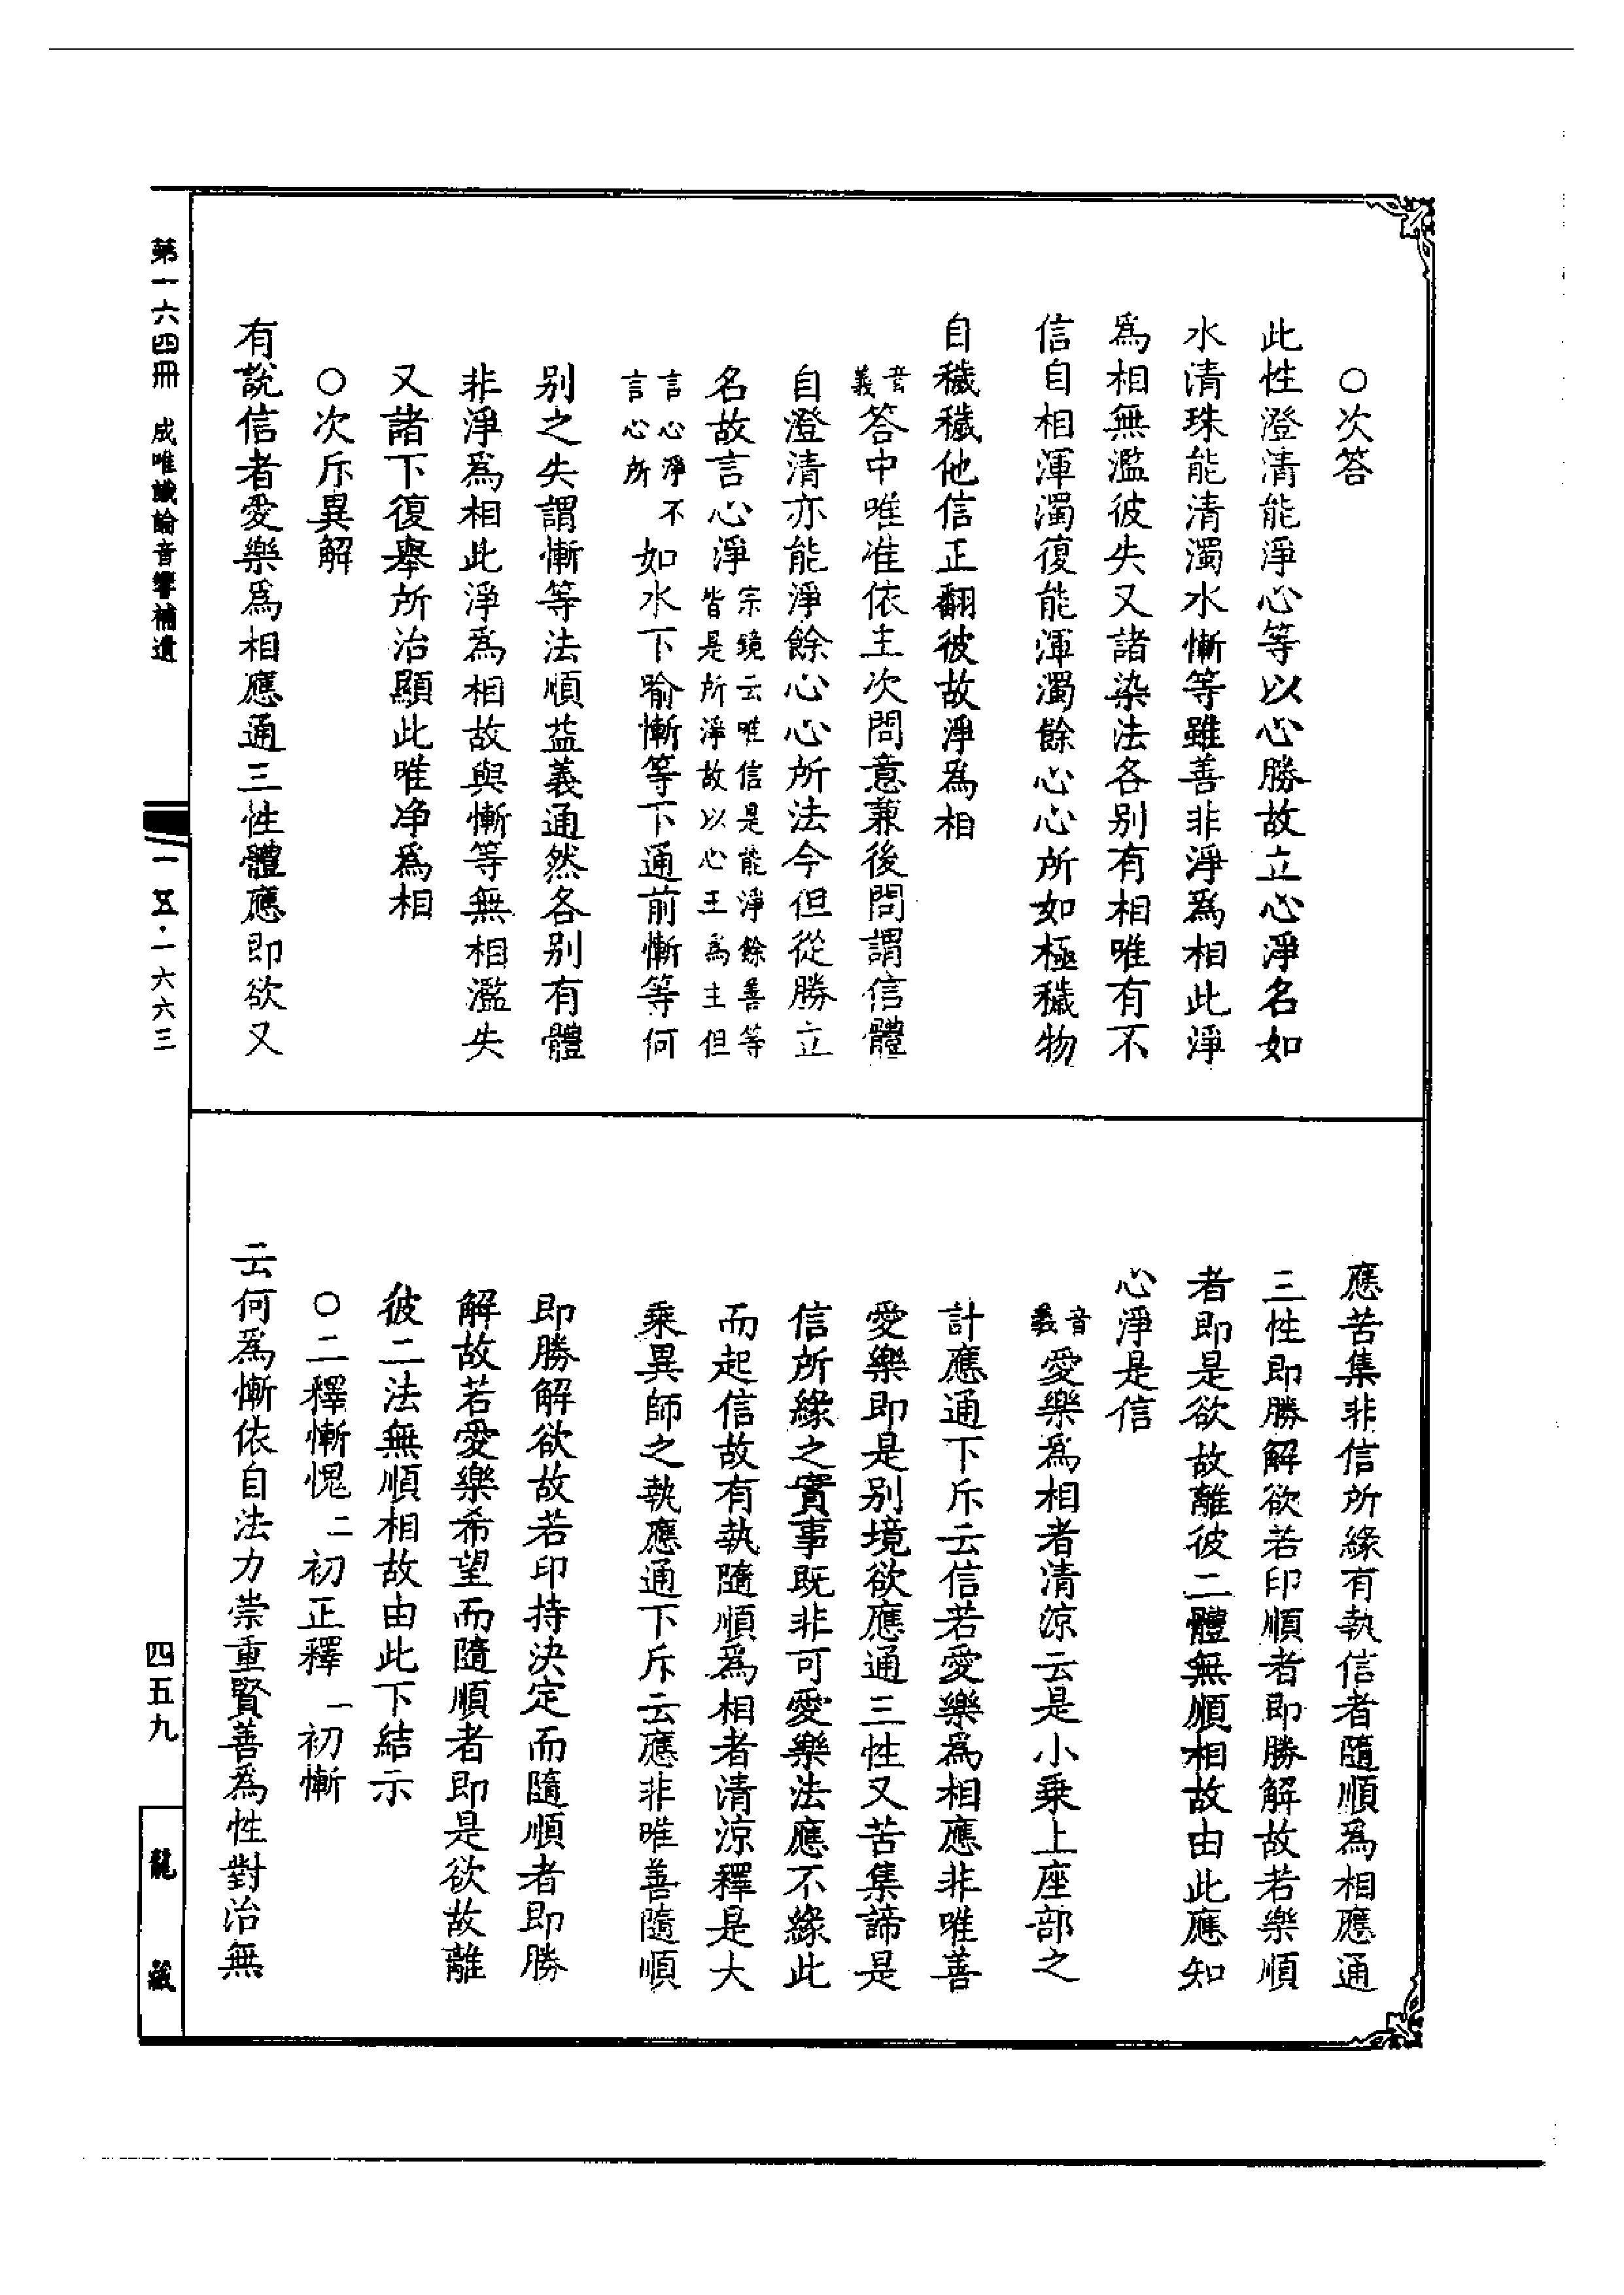 ○次答
此性澄清能淨心等以心勝故立心淨名如
水清珠能清濁水慚等雖善非淨為相此淨
為相無濫彼失又諸染法各別有相唯有不
信自相渾濁復能渾濁餘心心所如極穢物
自穢穢他信正翻彼故淨為相
音義答中唯准依主次問意兼後問謂信體
自澄清亦能淨餘心心所法今但從勝立
名故言心淨宗鏡云唯信是能淨餘善等皆是所淨故以心王為主但
言心淨不言心所如水下喻慚等下通前慚等何
別之失謂慚等法順益義通然各別有體
非淨為相此淨為相故與慚等無相濫失
又諸下復舉所治顯此唯净為相
○次斥異解
有說信者愛樂為相應通三性體應即欲又
應苦集非信所緣有執信者隨順為相應通
三性即勝解欲若印順者即勝解故若樂順
者即是欲故離彼二體無順相故由此應知
心淨是信
音義愛樂為相者清涼云是小乘上座部之
計應通下斥云信若愛樂為相應非唯善
愛樂即是別境欲應通三性又苦集諦是
信所緣之實事既非可愛樂法應不緣此
而起信故有執隨順為相者清涼釋是大
乘異師之執應通下斥云應非唯善隨順
即勝解欲故若印持決定而隨順者即勝
解故若愛樂希望而隨順者即是欲故離
彼二法無順相故由此下結示
○二釋慚愧二初正釋一初慚
云何為慚依自法力崇重賢善為性對治無
第一六四冊 成唯識論音響補遺
一五·一六六三
四五九
龍藏